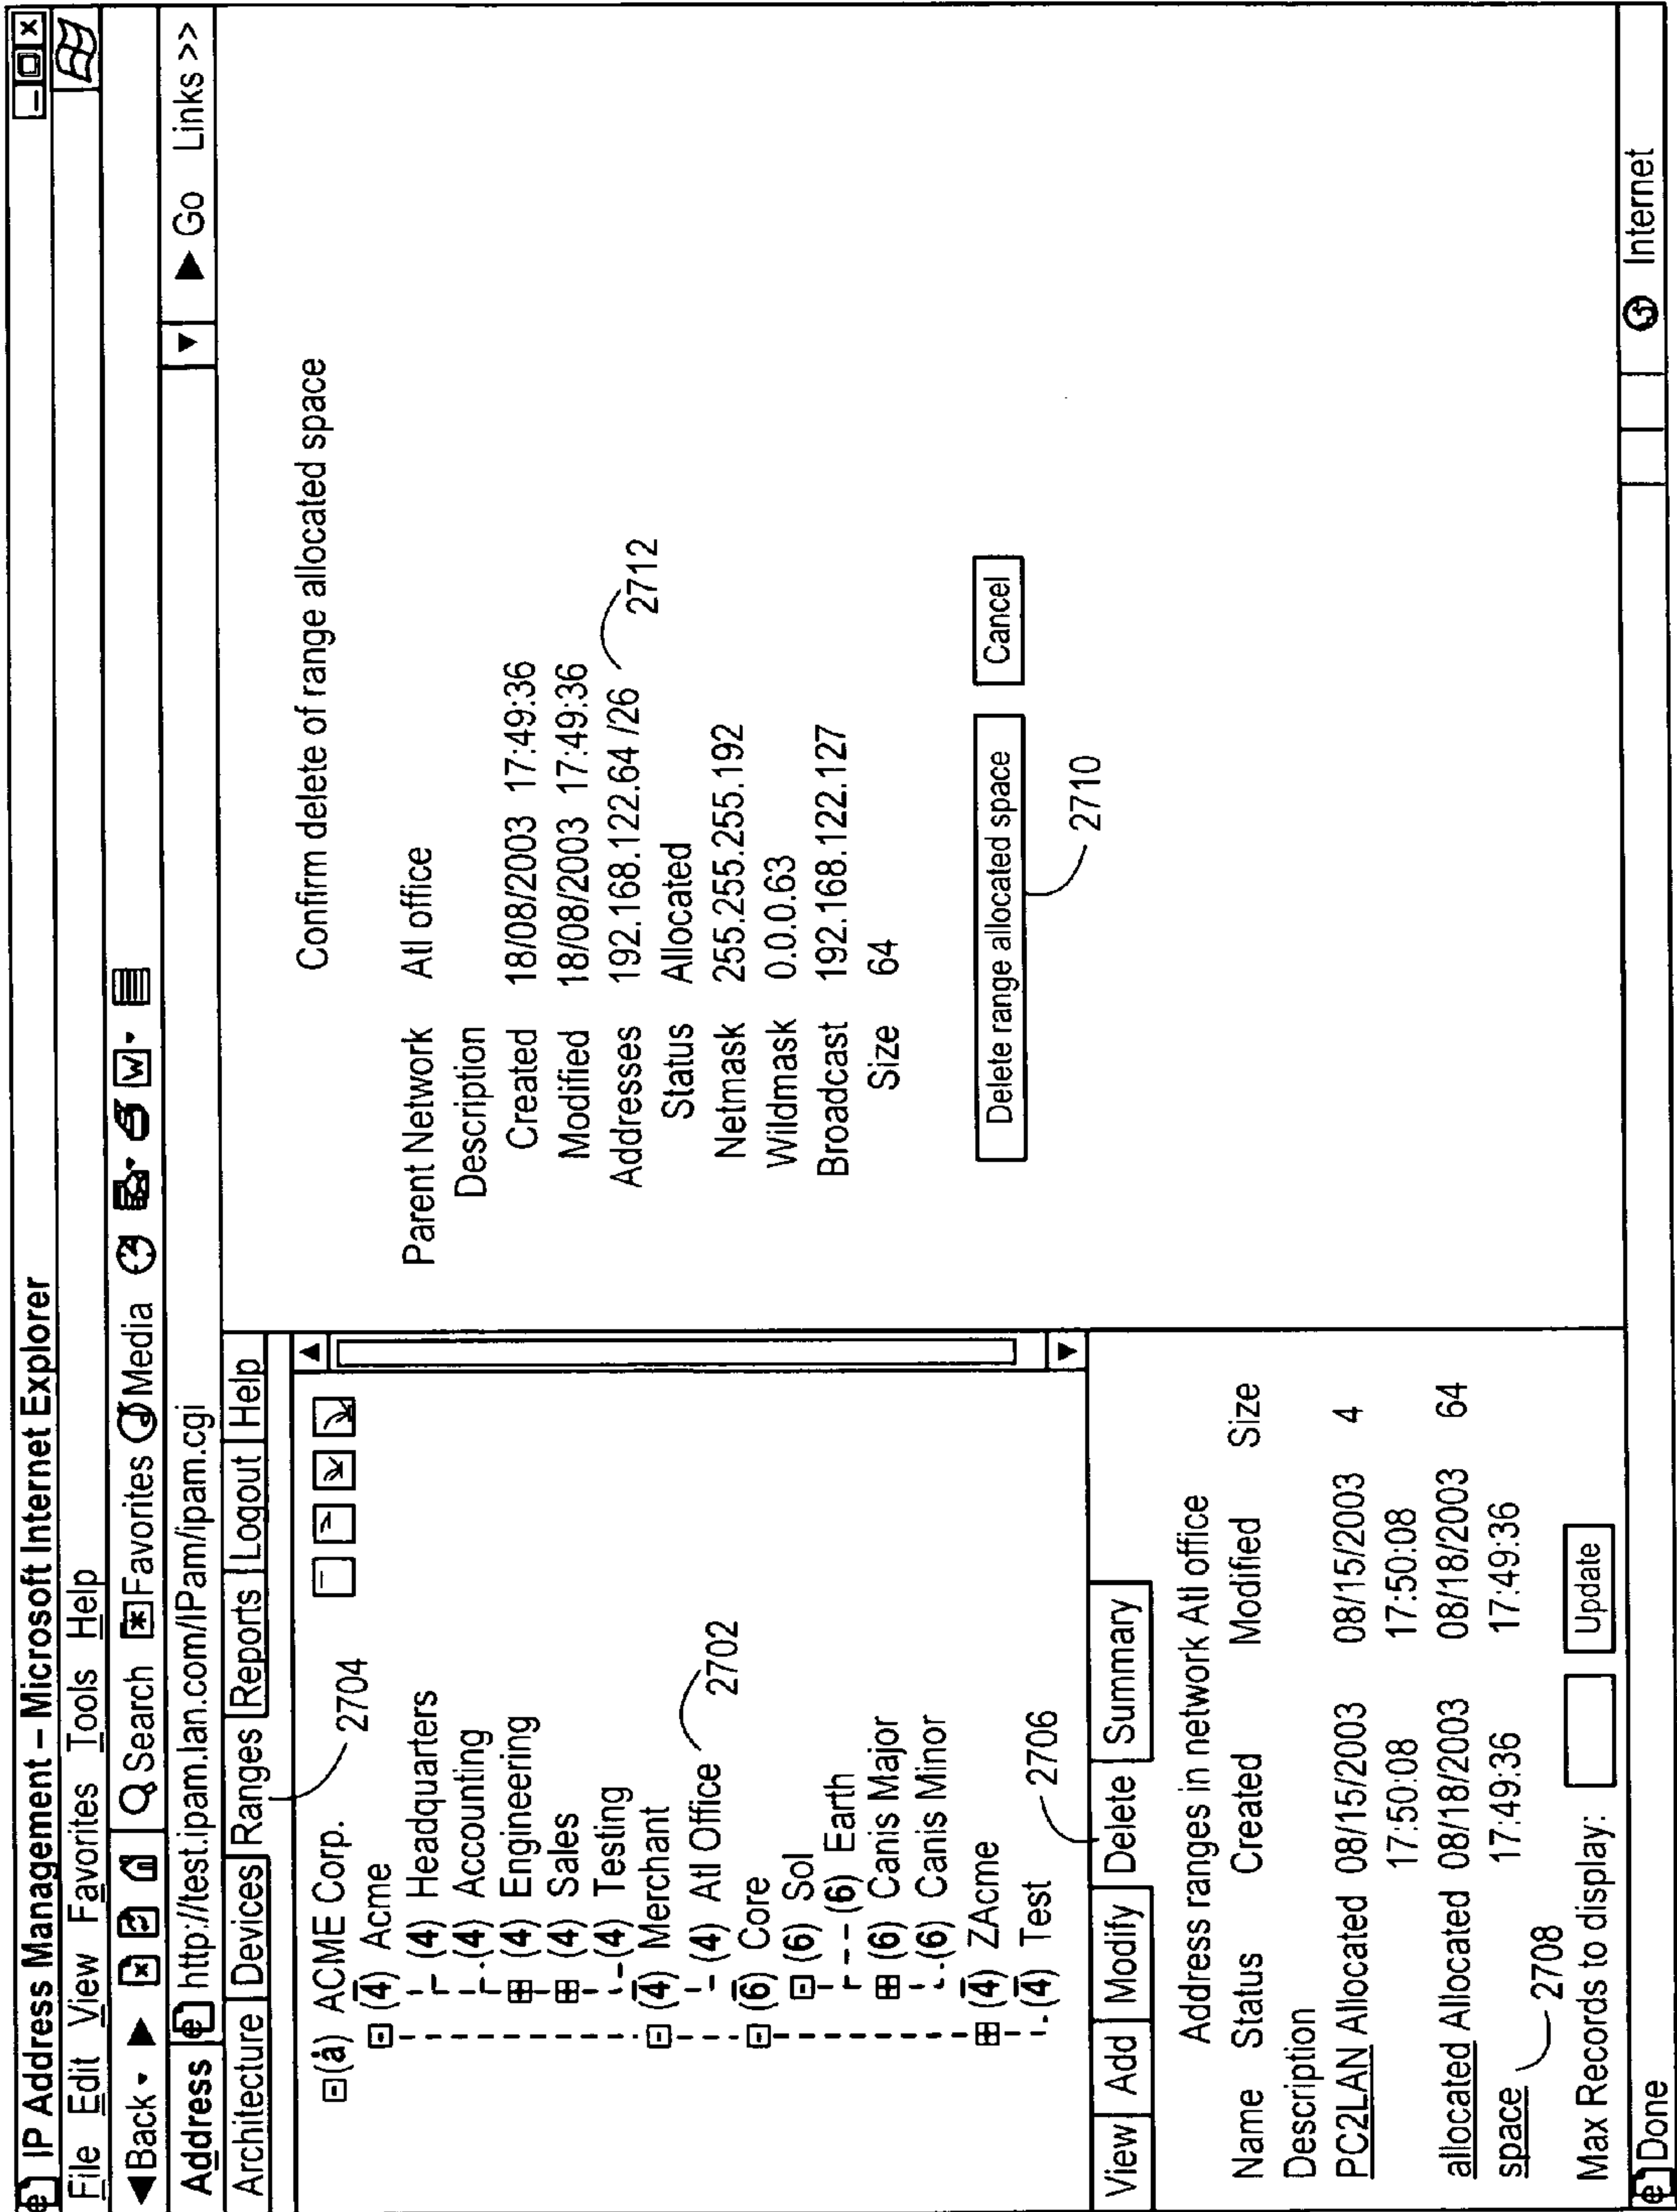 IP Address Management – Microsoft Internet Explorer
File Edit View Favorites Tools Help
Back Search Favorites Media W
Address http://test.ipam.lan.com/IPam/ipam.cgi Go Links >>
Architecture Devices Ranges Reports Logout Help
2704
(å) ACME Corp.
(4) Acme
(4) Headquarters
(4) Accounting
(4) Engineering
(4) Sales
(4) Testing
(4) Merchant
(4) Atl Office
2702
(6) Core
(6) Sol
(6) Earth
(6) Canis Major
(6) Canis Minor
(4) ZAcme
(4) Test
2706
View Add Modify Delete Summary
Address ranges in network Atl office
Name Status Created Modified Size
Description
PC2LAN Allocated 08/15/2003 08/15/2003 4
17:50:08 17:50:08
allocated Allocated 08/18/2003 08/18/2003 64
space 17:49:36 17:49:36
2708
Max Records to display: Update
Confirm delete of range allocated space
Parent Network Atl office
Description
Created 18/08/2003 17:49:36
Modified 18/08/2003 17:49:36
Addresses 192.168.122.64 /26
2712
Status Allocated
Netmask 255.255.255.192
Wildmask 0.0.0.63
Broadcast 192.168.122.127
Size 64
Delete range allocated space Cancel
2710
Done Internet